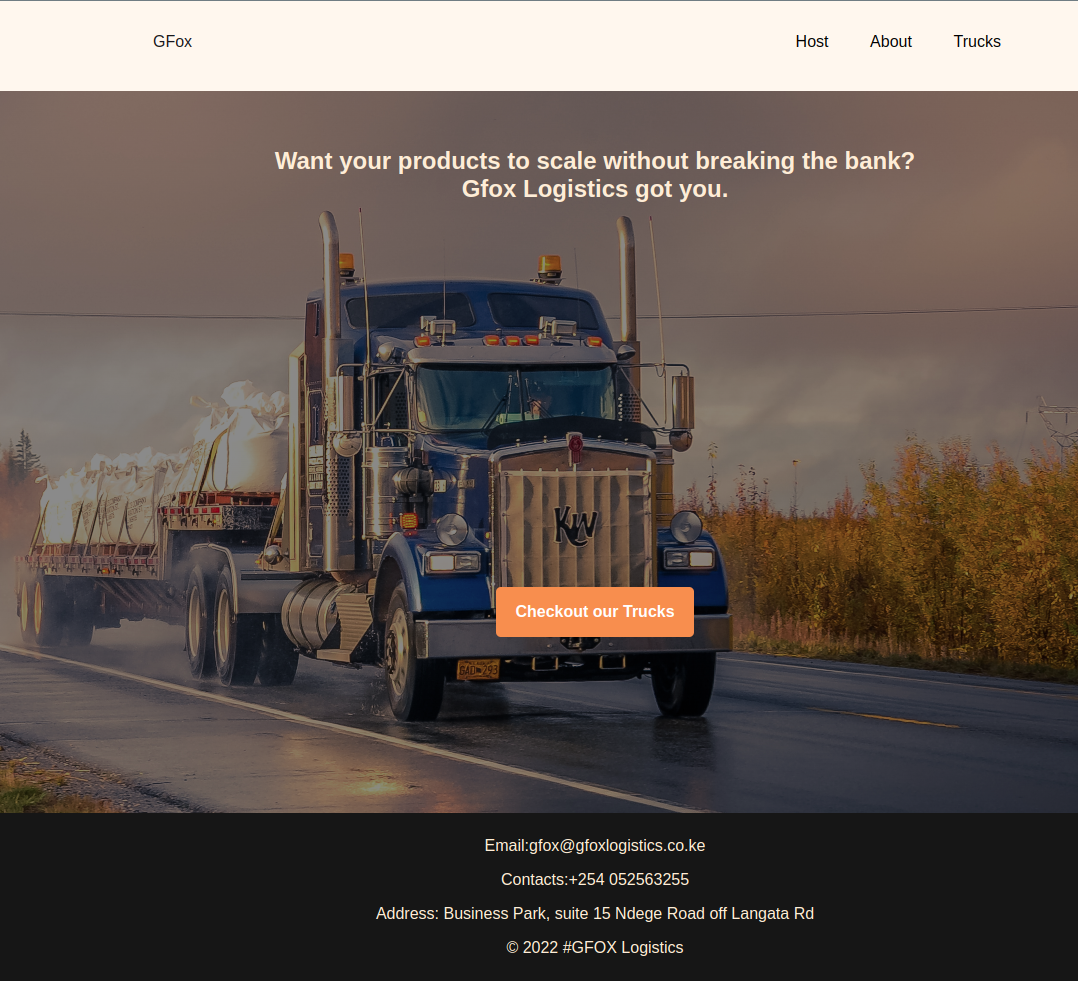 GFox
Host About Trucks
Want your products to scale without breaking the bank?
Gfox Logistics got you.
KW
Checkout our Trucks
Email:gfox@gfoxlogistics.co.ke
Contacts:+254 052563255
Address: Business Park, suite 15 Ndege Road off Langata Rd
© 2022 #GFOX Logistics